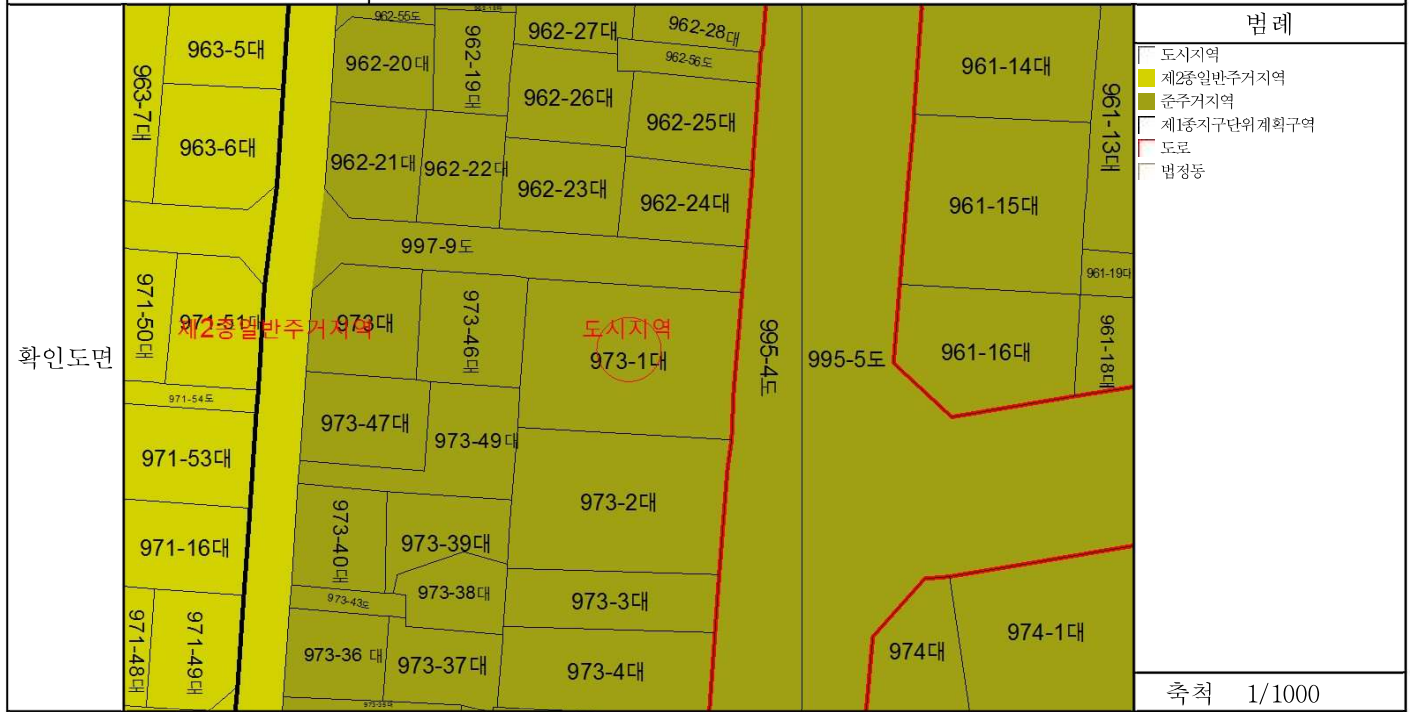 962-55도
962-27대
962-28대
범례
963-5대
962-20대
962-19대
962-56도
961-14대
도시지역
제2종일반주거지역
준주거지역
제1종지구단위계획구역
도로
법정동
963-7대
962-26대
962-25대
961-13대
963-6대
962-21대
962-22대
962-23대
962-24대
961-15대
997-9도
961-19대
971-50대
971-51대
제2종일반주거지역
973대
973-46대
도시지역
973-1대
995-4도
995-5도
961-16대
961-18대
확인도면
971-54도
973-47대
973-49대
971-53대
973-2대
971-16대
973-40대
973-39대
973-38대
973-43도
973-3대
971-48대
971-49대
973-36 대
973-37대
973-4대
974대
974-1대
축척 1/1000